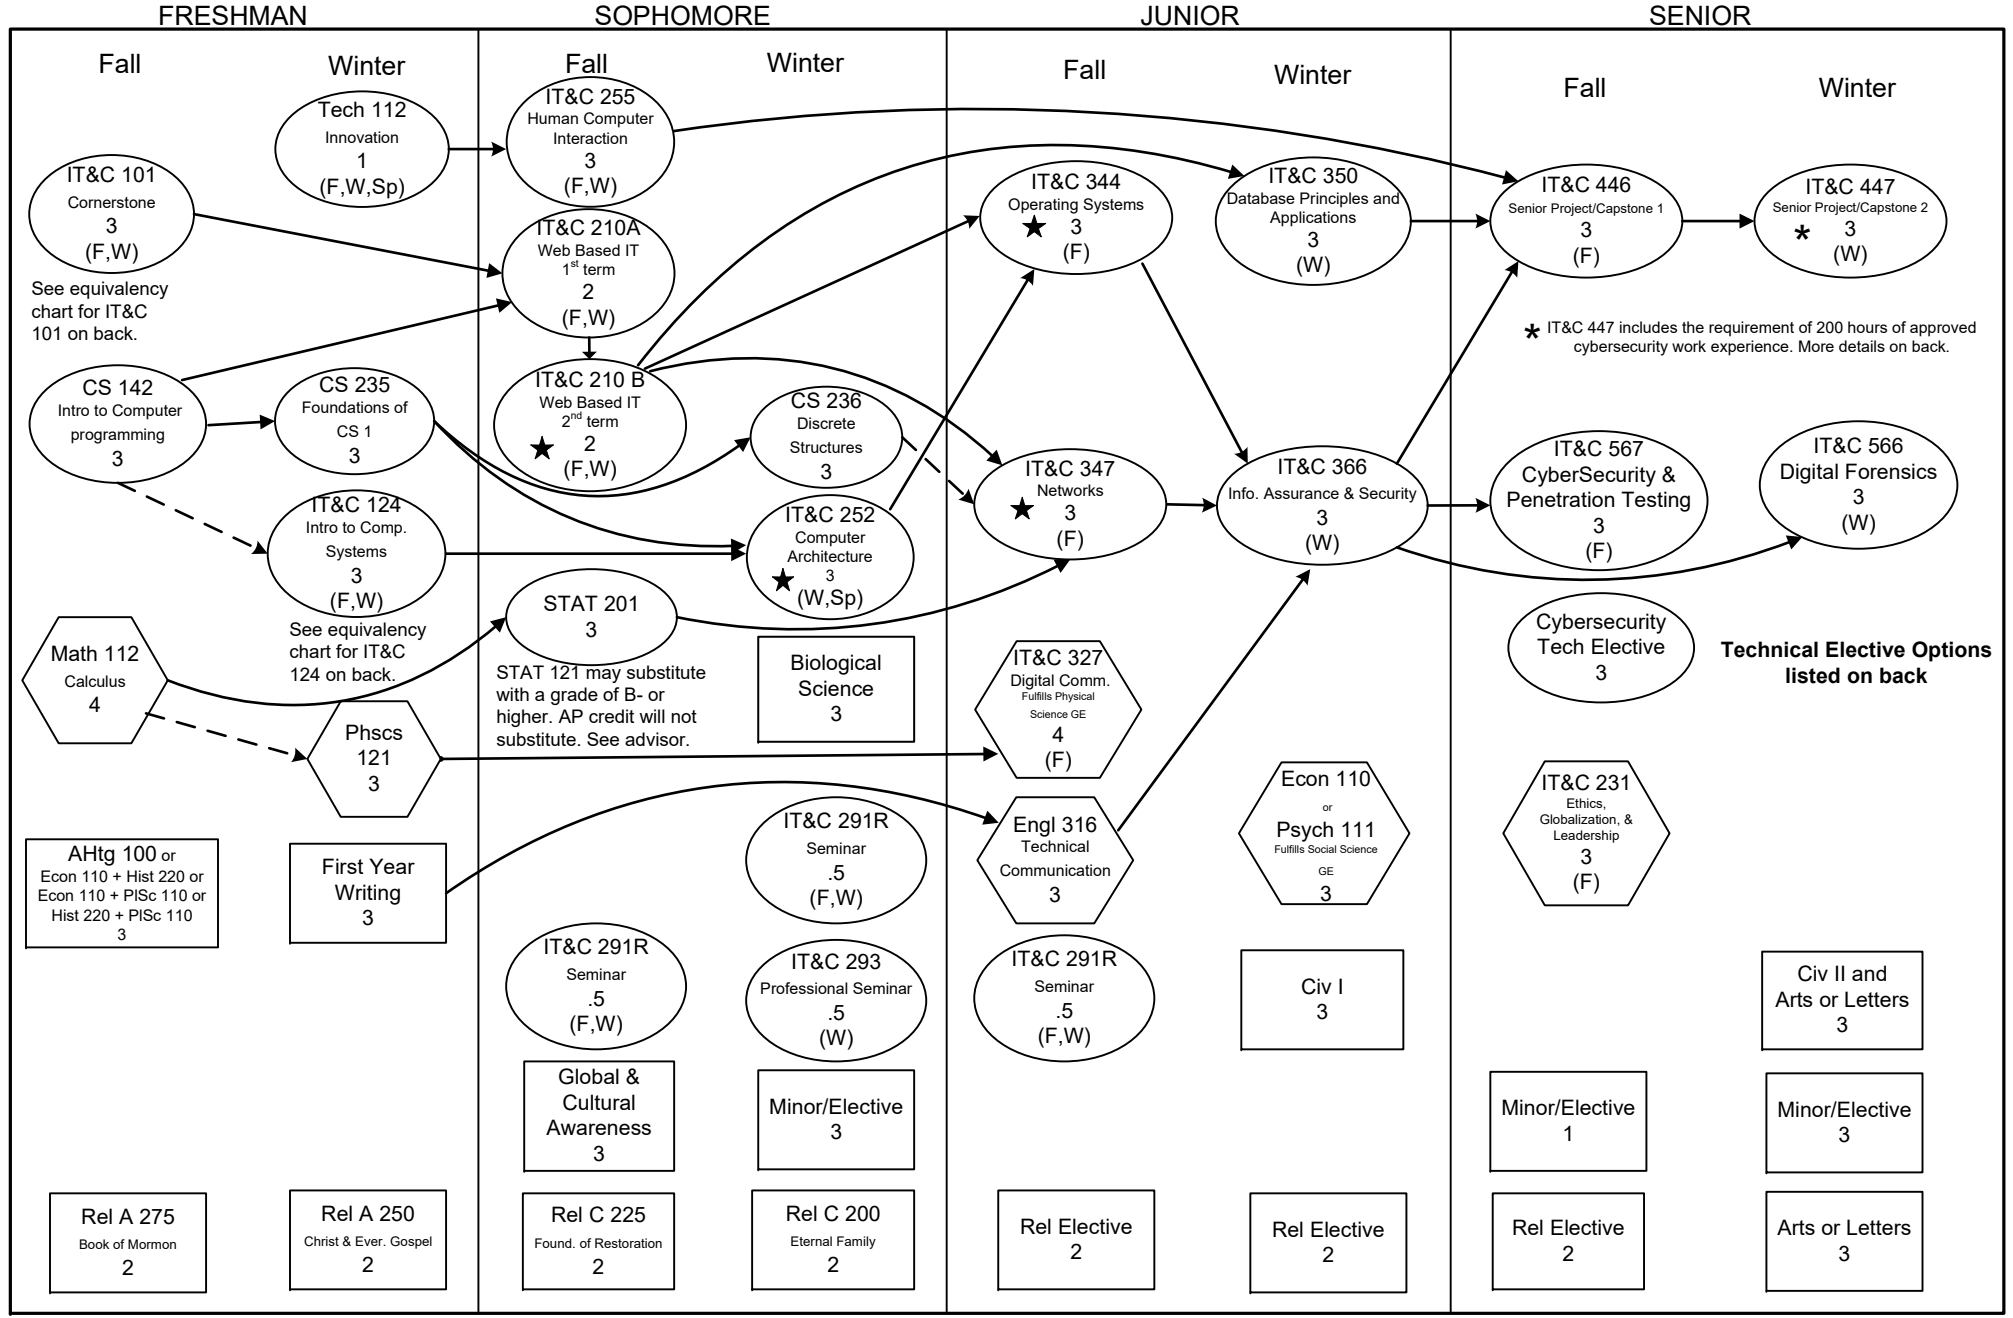 FRESHMAN
SOPHOMORE
JUNIOR
SENIOR
Fall
Winter
Fall
Winter
Fall
Winter
Fall
Winter
IT&C 101
Cornerstone
3
(F,W)
See equivalency
chart for IT&C
101 on back.
CS 142
Intro to Computer
programming
3
Math 112
Calculus
4
AHtg 100 or
Econ 110 + Hist 220 or
Econ 110 + PlSc 110 or
Hist 220 + PlSc 110
3
Rel A 275
Book of Mormon
2
Tech 112
Innovation
1
(F,W,Sp)
CS 235
Foundations of
CS 1
3
IT&C 124
Intro to Comp.
Systems
3
(F,W)
See equivalency
chart for IT&C
124 on back.
Phscs
121
3
First Year
Writing
3
Rel A 250
Christ & Ever. Gospel
2
IT&C 255
Human Computer
Interaction
3
(F,W)
IT&C 210A
Web Based IT
1st term
2
(F,W)
IT&C 210 B
Web Based IT
2nd term
★ 2
(F,W)
STAT 201
3
STAT 121 may substitute
with a grade of B- or
higher. AP credit will not
substitute. See advisor.
IT&C 291R
Seminar
.5
(F,W)
Global &
Cultural
Awareness
3
Rel C 225
Found. of Restoration
2
CS 236
Discrete
Structures
3
IT&C 252
Computer
Architecture
★ 3
(W,Sp)
Biological
Science
3
IT&C 291R
Seminar
.5
(F,W)
IT&C 293
Professional Seminar
.5
(W)
Minor/Elective
3
Rel C 200
Eternal Family
2
IT&C 344
Operating Systems
★ 3
(F)
IT&C 347
Networks
★ 3
(F)
IT&C 327
Digital Comm.
Fulfills Physical
Science GE
4
(F)
Engl 316
Technical
Communication
3
IT&C 291R
Seminar
.5
(F,W)
Rel Elective
2
IT&C 350
Database Principles and
Applications
3
(W)
IT&C 366
Info. Assurance & Security
3
(W)
Econ 110
or
Psych 111
Fulfills Social Science
GE
3
Civ I
3
Rel Elective
2
IT&C 446
Senior Project/Capstone 1
3
(F)
IT&C 447
Senior Project/Capstone 2
* 3
(W)
* IT&C 447 includes the requirement of 200 hours of approved
cybersecurity work experience. More details on back.
IT&C 567
CyberSecurity &
Penetration Testing
3
(F)
IT&C 566
Digital Forensics
3
(W)
Cybersecurity
Tech Elective
3
Technical Elective Options
listed on back
IT&C 231
Ethics,
Globalization, &
Leadership
3
(F)
Civ II and
Arts or Letters
3
Minor/Elective
1
Minor/Elective
3
Rel Elective
2
Arts or Letters
3